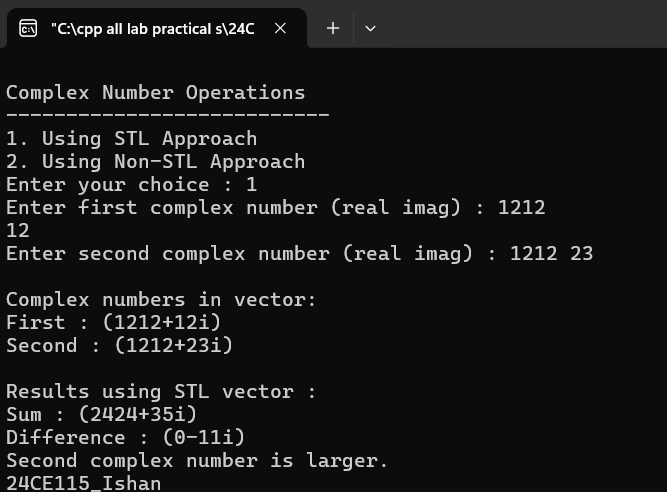 "C:\cpp all lab practical s\24C
Complex Number Operations
---------------------------
1. Using STL Approach
2. Using Non-STL Approach
Enter your choice : 1
Enter first complex number (real imag) : 1212
12
Enter second complex number (real imag) : 1212 23
Complex numbers in vector:
First : (1212+12i)
Second : (1212+23i)
Results using STL vector :
Sum : (2424+35i)
Difference : (0-11i)
Second complex number is larger.
24CE115_Ishan